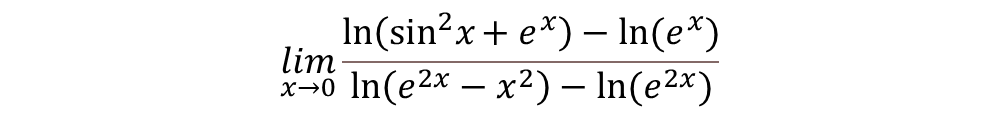 lim x→0 (ln(sin²x + eˣ) − ln(eˣ)) / (ln(e²ˣ − x²) − ln(e²ˣ))